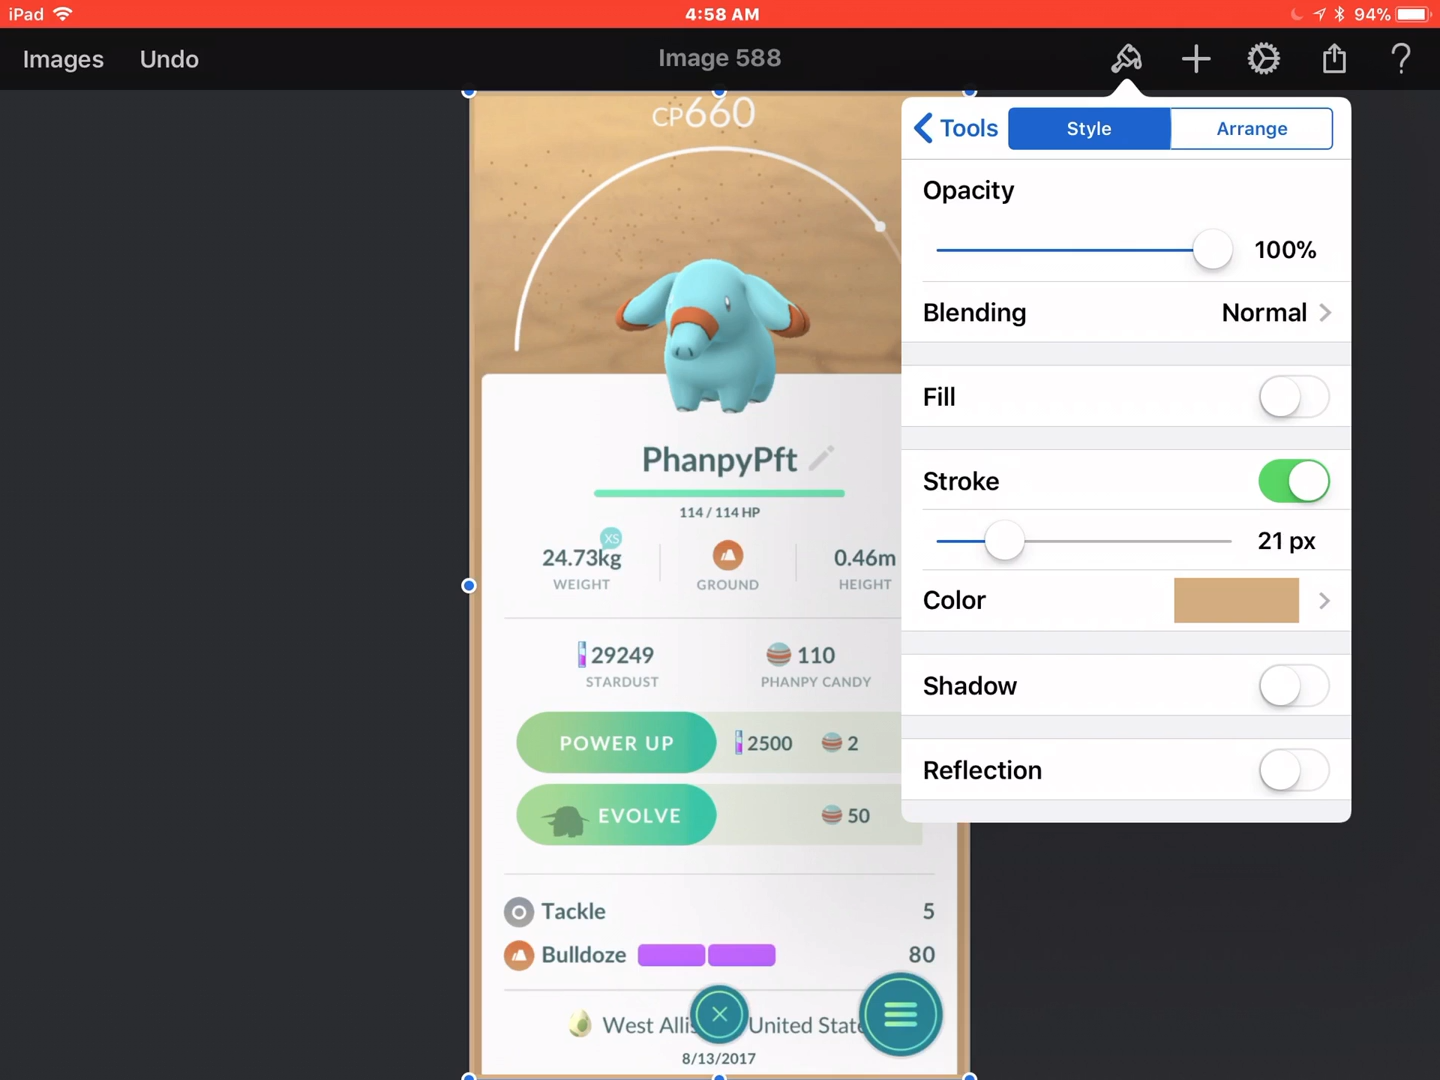 iPad 4:58 AM 94%
Images Undo Image 588 ?
Tools Style Arrange
CP660
Opacity
100%
Blending Normal
Fill
Stroke
21 px
Color
Shadow
Reflection
PhanpyPft
114 / 114 HP
XS
24.73kg 0.46m
WEIGHT GROUND HEIGHT
29249 110
STARDUST PHANPY CANDY
POWER UP 2500 2
EVOLVE 50
Tackle 5
Bulldoze 80
West Allis United State
8/13/2017